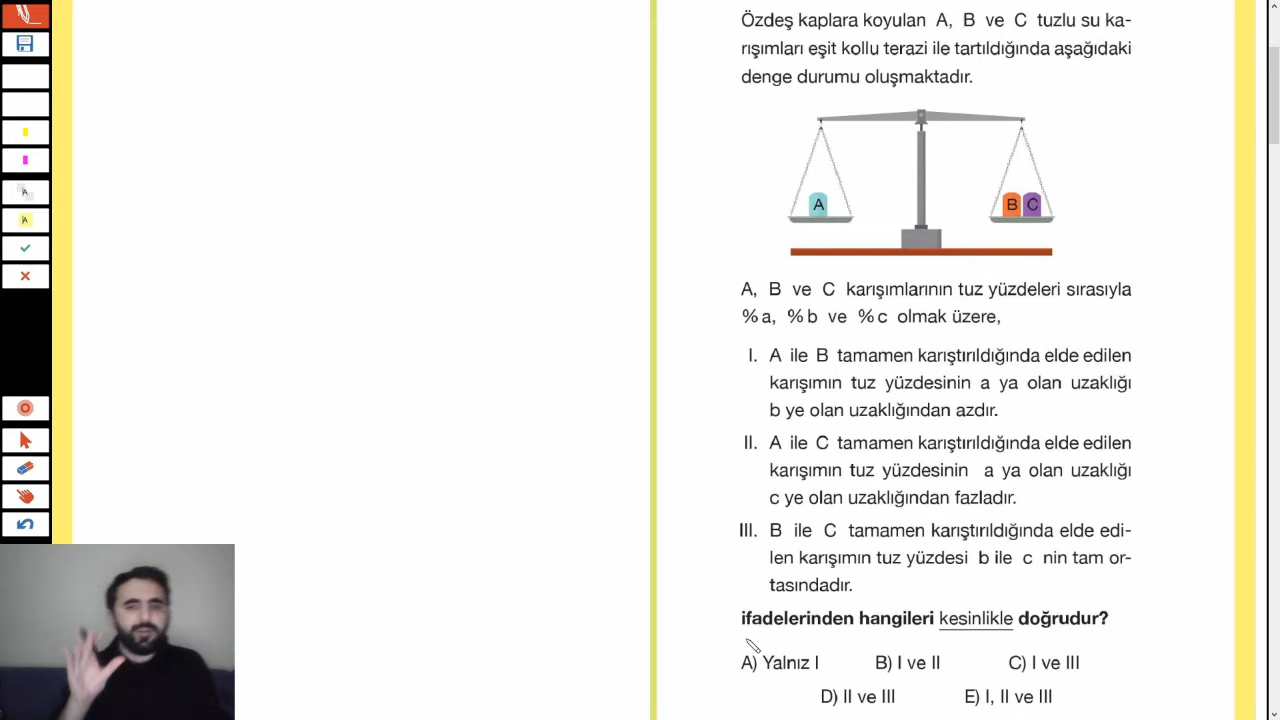 Özdeş kaplara koyulan A, B ve C tuzlu su ka-
rışımları eşit kollu terazi ile tartıldığında aşağıdaki
denge durumu oluşmaktadır.
A
B C
A, B ve C karışımlarının tuz yüzdeleri sırasıyla
% a, % b ve % c olmak üzere,
I. A ile B tamamen karıştırıldığında elde edilen
karışımın tuz yüzdesinin a ya olan uzaklığı
b ye olan uzaklığından azdır.
II. A ile C tamamen karıştırıldığında elde edilen
karışımın tuz yüzdesinin a ya olan uzaklığı
c ye olan uzaklığından fazladır.
III. B ile C tamamen karıştırıldığında elde edi-
len karışımın tuz yüzdesi b ile c nin tam or-
tasındadır.
ifadelerinden hangileri kesinlikle doğrudur?
A) Yalnız I B) I ve II C) I ve III
D) II ve III E) I, II ve III
A
A